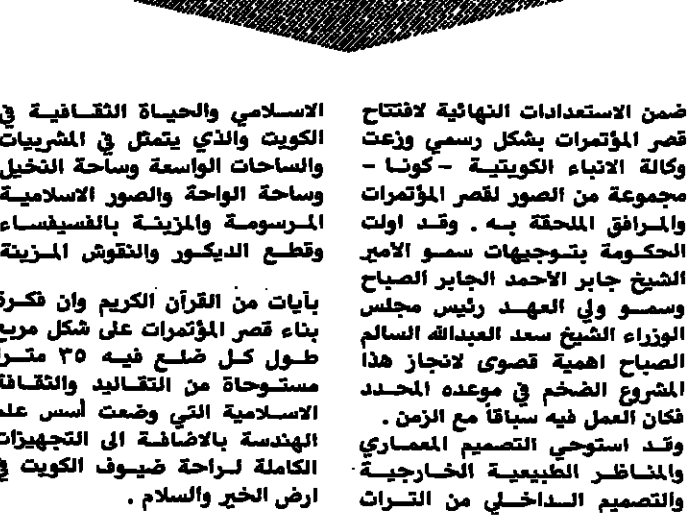 ضمن الاستعدادات النهائية لافتتاح
قصر المؤتمرات بشكل رسمي وزعت
وكالة الانباء الكويتية - كونا -
مجموعة من الصور لقصر المؤتمرات
والمرافق الملحقة به . وقد اولت
الحكومة بتوجيهات سمو الامير
الشيخ جابر الاحمد الجابر الصباح
وسمو ولي العهد رئيس مجلس
الوزراء الشيخ سعد العبدالله السالم
الصباح اهمية قصوى لانجاز هذا
المشروع الضخم في موعده المحدد
فكان العمل فيه سباقاً مع الزمن .
وقد استوحي التصميم المعماري
والمناظر الطبيعية الخارجية
والتصميم الداخلي من الترات
الاسلامي والحياة الثقافية في
الكويت والذي يتمثل في المشربيات
والساحات الواسعة وساحة النخيل
وساحة الواحة والصور الاسلامية
المرسومة والمزينة بالفسيفساء
وقطع الديكور والنقوش المزينة
بآيات من القرآن الكريم وان فكرة
بناء قصر المؤتمرات على شكل مربع
طول كل ضلع فيه ٣٥ مترا
مستوحاة من التقاليد والثقافة
الاسلامية التي وضعت أسس علم
الهندسة بالاضافة الى التجهيزات
الكاملة لراحة ضيوف الكويت في
ارض الخير والسلام .